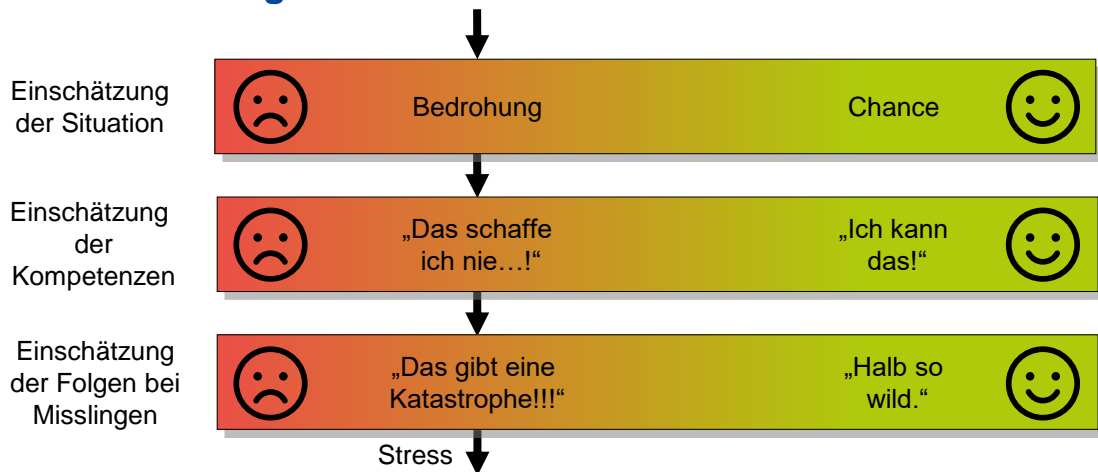 Einschätzung
der Situation
Bedrohung
Chance
Einschätzung
der
Kompetenzen
„Das schaffe
ich nie…!“
„Ich kann
das!“
Einschätzung
der Folgen bei
Misslingen
„Das gibt eine
Katastrophe!!!“
„Halb so
wild.“
Stress